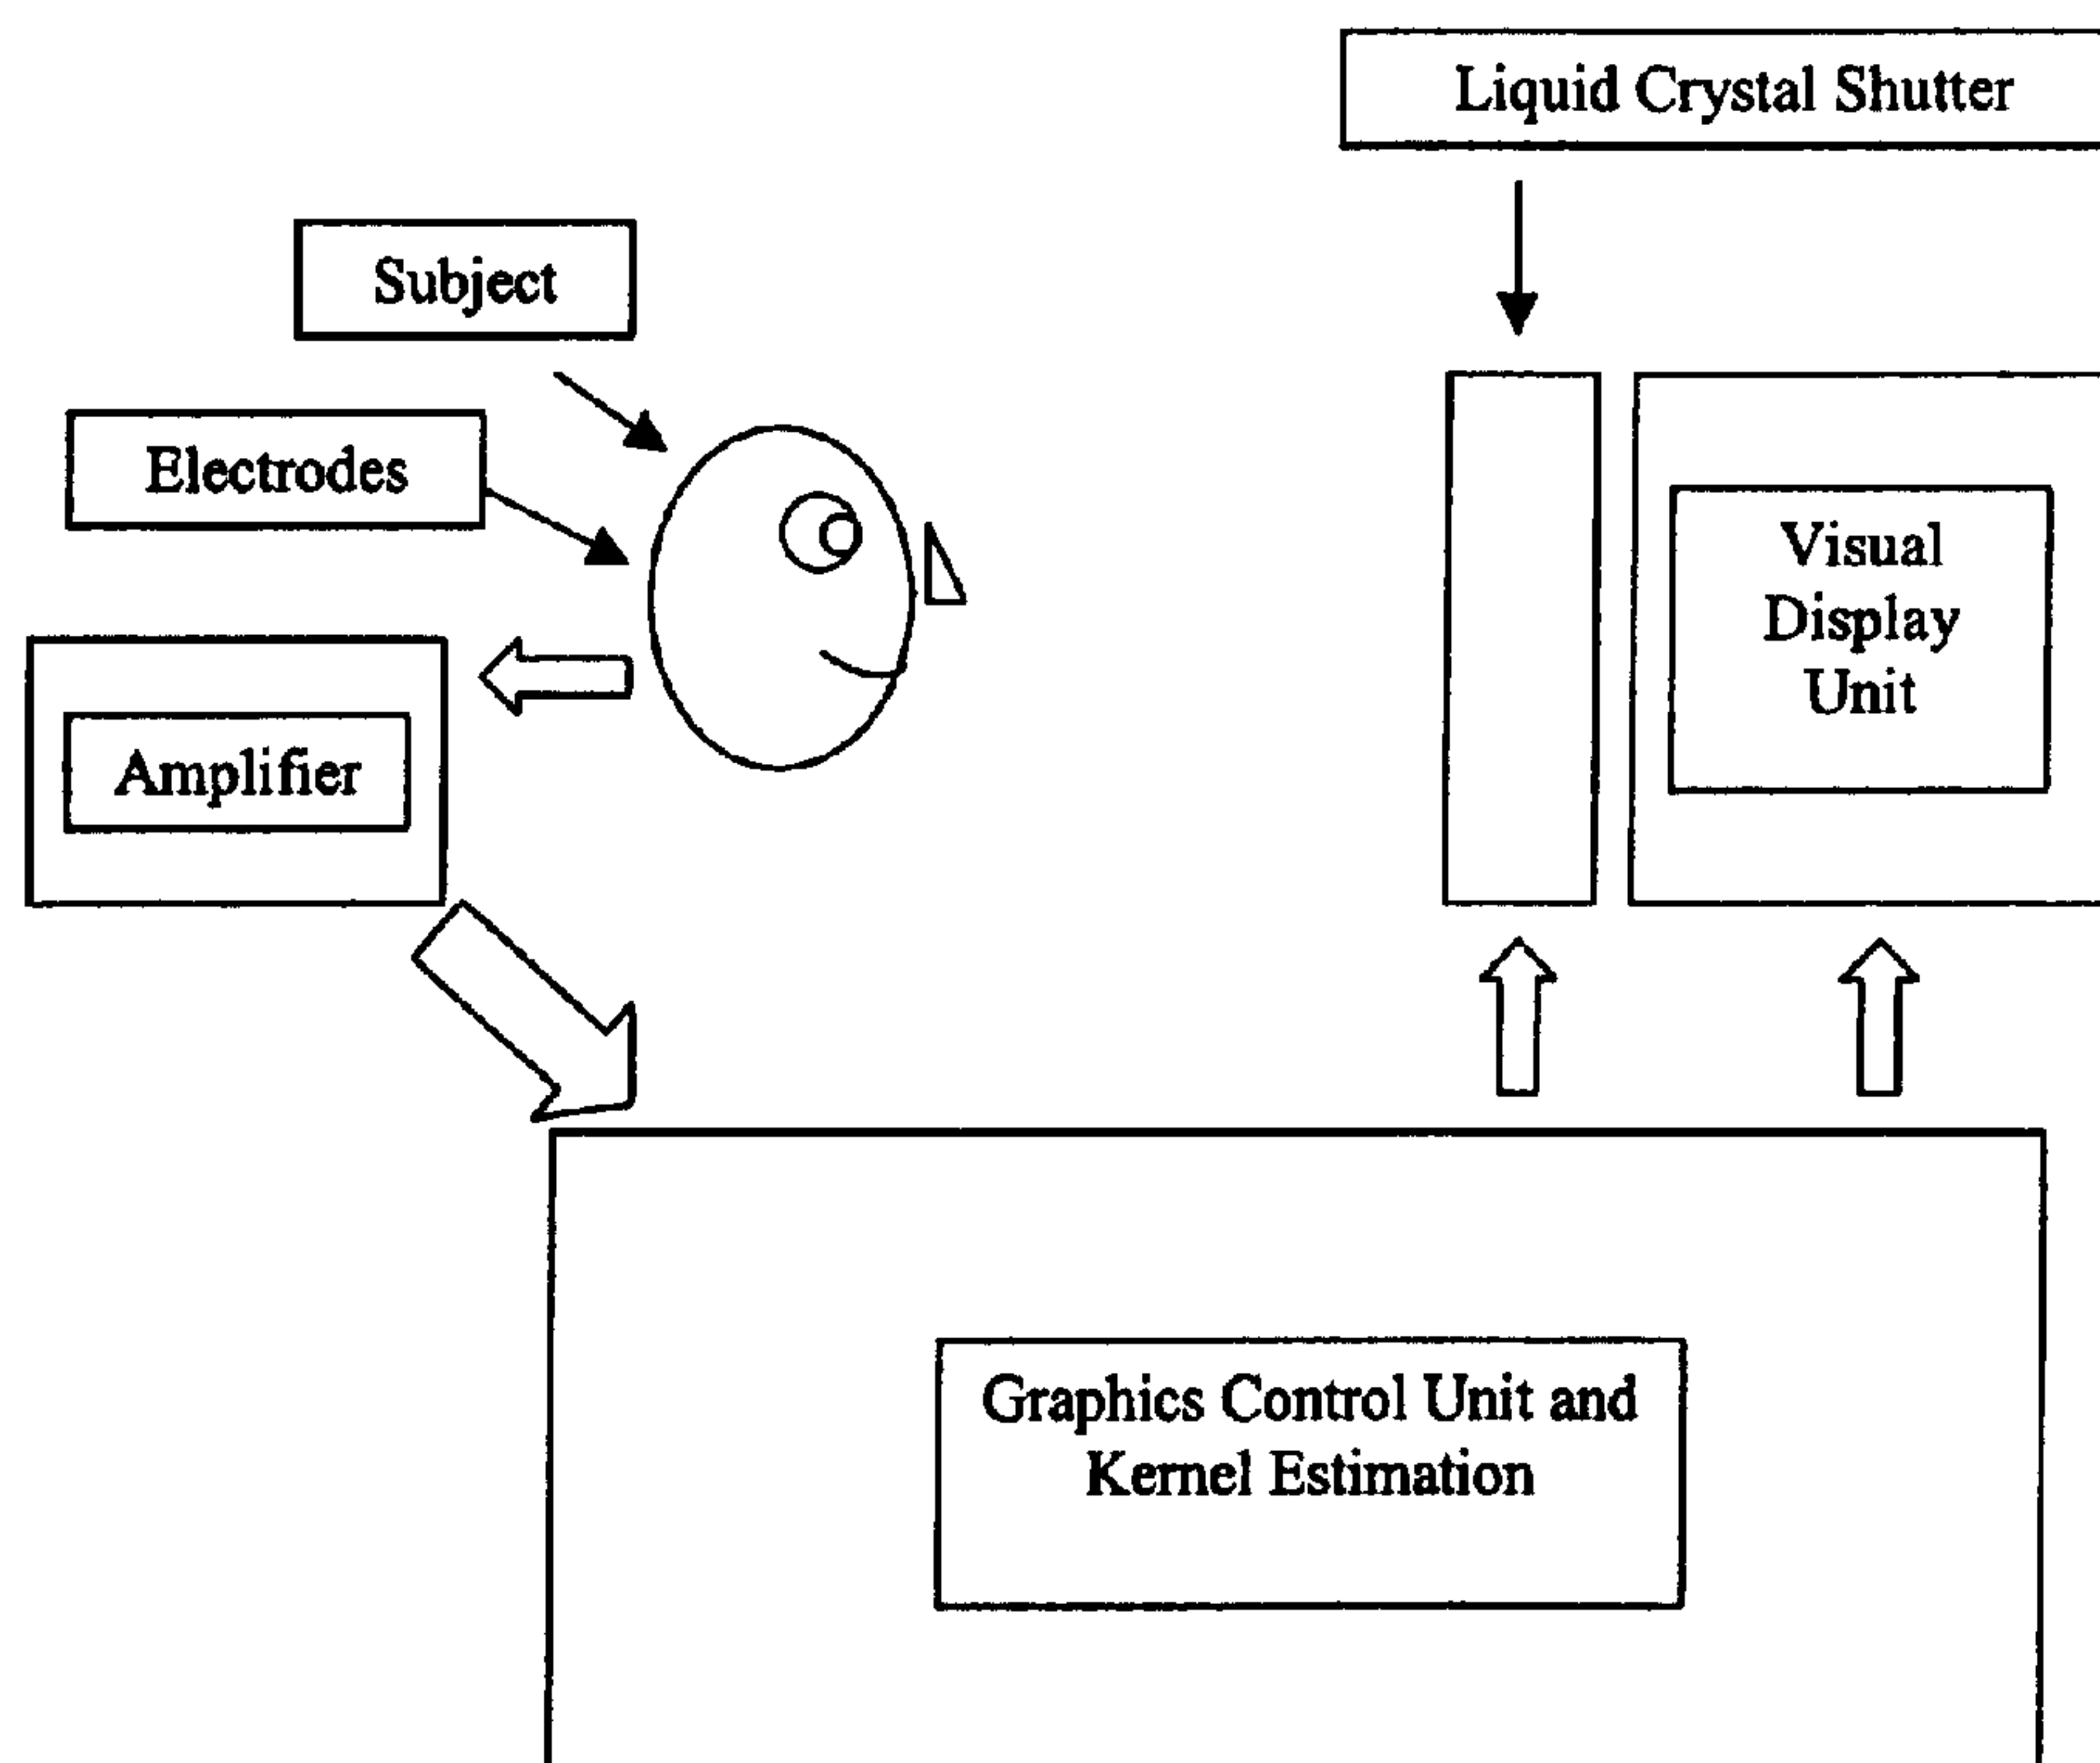 Liquid Crystal Shutter
Subject
Electrodes
Visual
Display
Unit
Amplifier
Graphics Control Unit and
Kernel Estimation